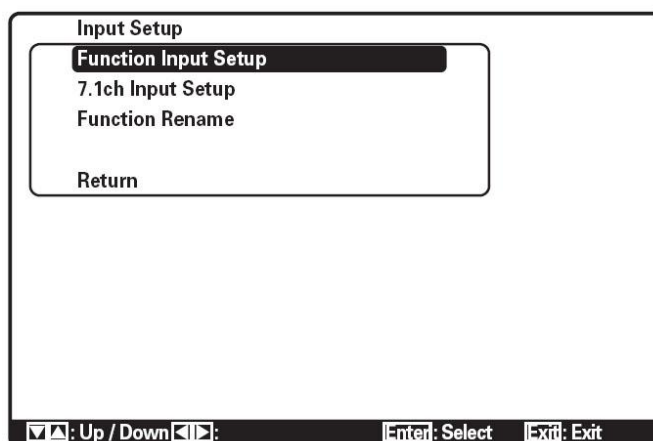 Input Setup
Function Input Setup
7.1ch Input Setup
Function Rename
Return
▼▲: Up / Down ◀▶: Enter: Select Exit: Exit